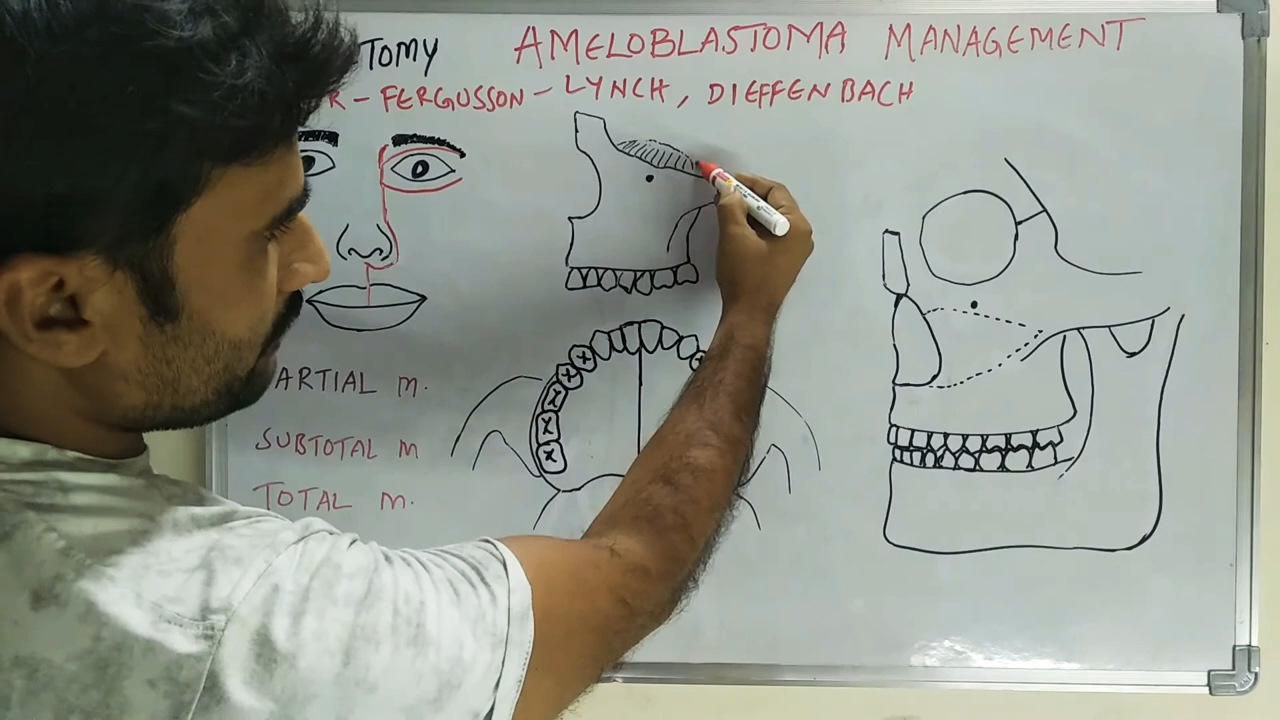 TOMY AMELOBLASTOMA MANAGEMENT
R - FERGUSSON - LYNCH, DIEFFENBACH
ARTIAL M.
SUBTOTAL M
TOTAL M.